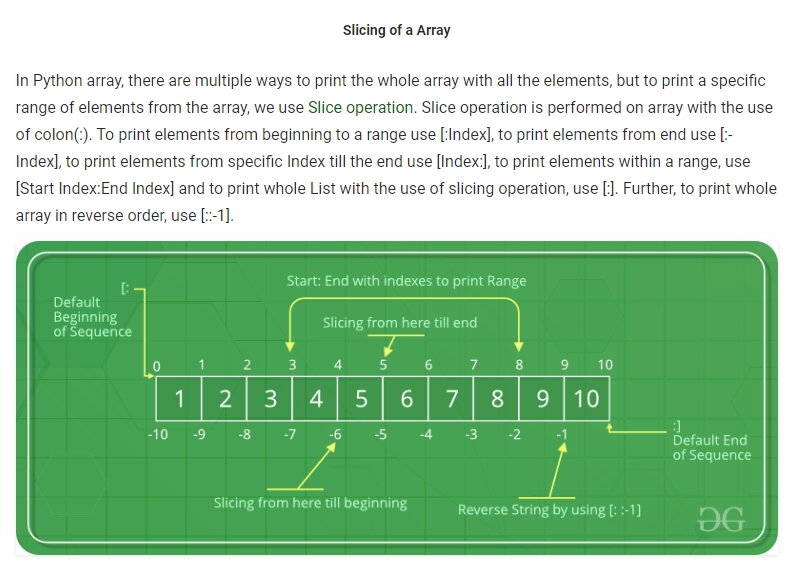 Slicing of a Array
In Python array, there are multiple ways to print the whole array with all the elements, but to print a specific
range of elements from the array, we use Slice operation. Slice operation is performed on array with the use
of colon(:). To print elements from beginning to a range use [:Index], to print elements from end use [:-
Index], to print elements from specific Index till the end use [Index:], to print elements within a range, use
[Start Index:End Index] and to print whole List with the use of slicing operation, use [:]. Further, to print whole
array in reverse order, use [::-1].
Start: End with indexes to print Range
[:
Default
Beginning
of Sequence
Slicing from here till end
0 1 2 3 4 5 6 7 8 9 10
1 2 3 4 5 6 7 8 9 10
-10 -9 -8 -7 -6 -5 -4 -3 -2 -1
:]
Default End
of Sequence
Slicing from here till beginning
Reverse String by using [: :-1]
GG